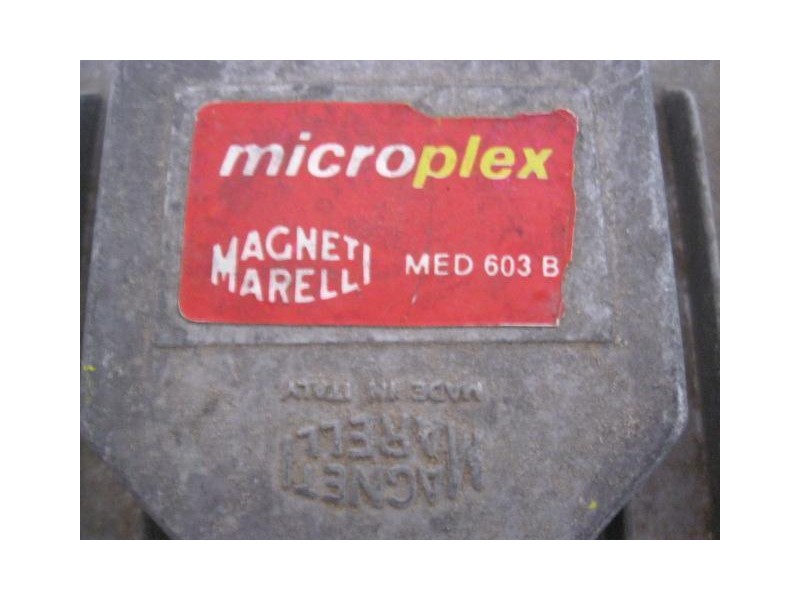 microplex
MAGNETI
MARELLI
MED 603 B
MADE IN ITALY
MAGNETI
MARELLI